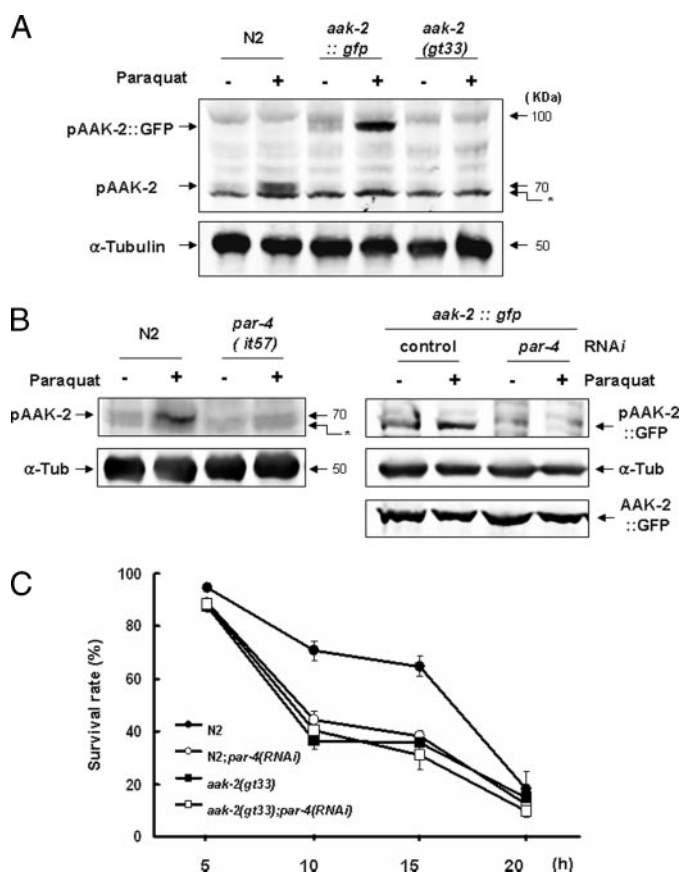 A
N2
aak-2 :: gfp
aak-2 (gt33)
Paraquat - + - + - +
(KDa)
pAAK-2::GFP
100
pAAK-2
70
*
α-Tubulin
50
B
N2
par-4 ( it57)
Paraquat - + - +
pAAK-2
70
*
α-Tub
50
aak-2 :: gfp
control par-4 RNAi
- + - + Paraquat
pAAK-2 ::GFP
α-Tub
AAK-2 ::GFP
C
Survival rate (%)
100
80
60
40
20
0
N2
N2;par-4(RNAi)
aak-2(gt33)
aak-2(gt33);par-4(RNAi)
5 10 15 20 (h)